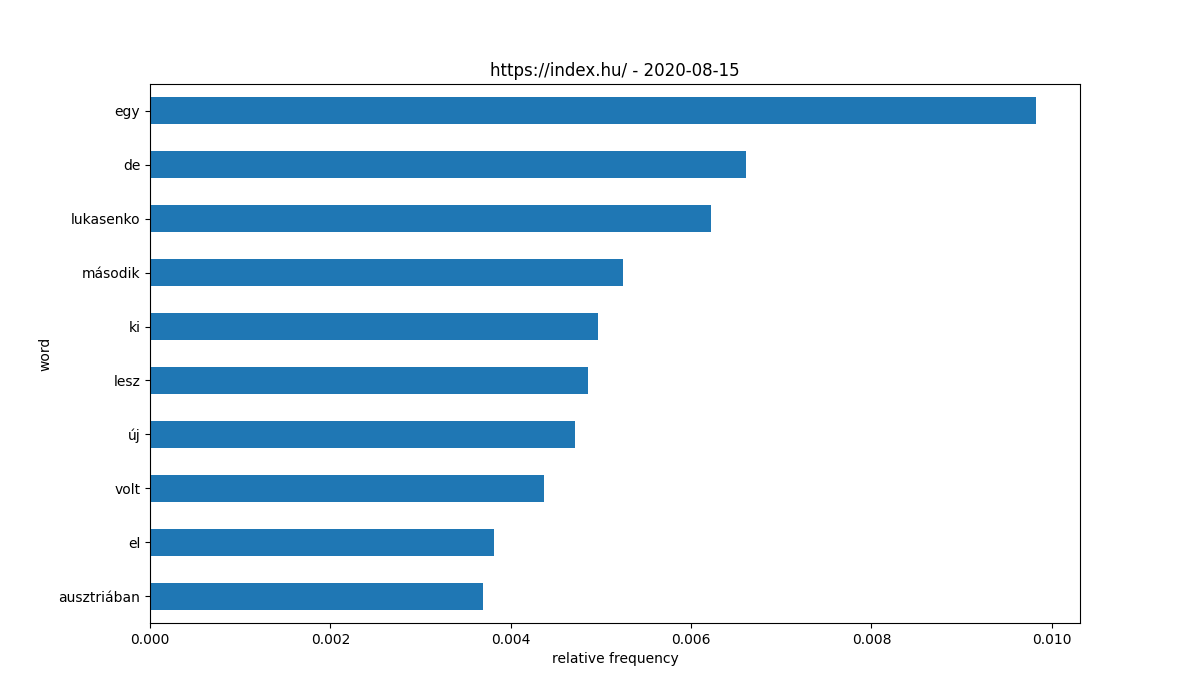 https://index.hu/ - 2020-08-15
egy
de
lukasenko
második
ki
lesz
új
volt
el
ausztriában
word
0.000 0.002 0.004 0.006 0.008 0.010
relative frequency